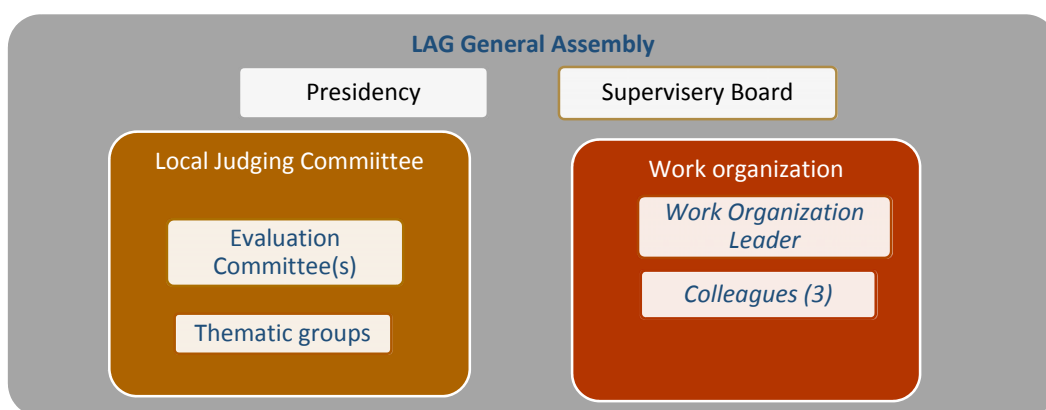 LAG General Assembly
Presidency
Supervisery Board
Local Judging Commiittee
Evaluation
Committee(s)
Thematic groups
Work organization
Work Organization
Leader
Colleagues (3)